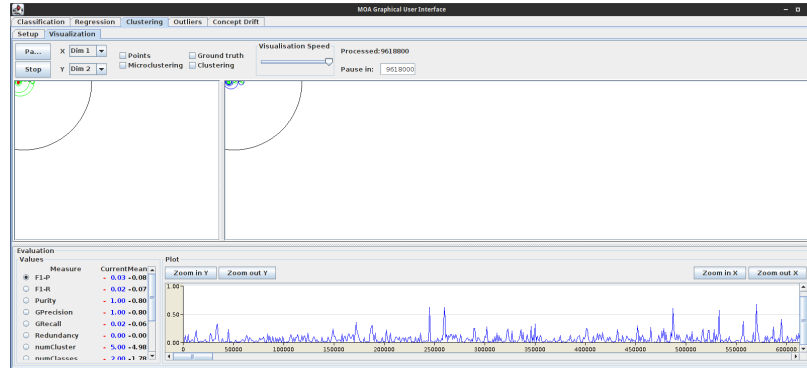 MOA Graphical User Interface
Classification Regression Clustering Outliers Concept Drift
Setup Visualization
Pa... X Dim 1 Points Ground truth Visualisation Speed Processed:9618800
Stop Y Dim 2 Microclustering Clustering Pause in: 9618000
Evaluation
Values Plot
Measure Current Mean Zoom in Y Zoom out Y Zoom in X Zoom out X
F1-P - 0.03 -0.08
F1-R - 0.02 -0.07
Purity - 1.00 -0.80
GPrecision - 1.00 -0.80
GRecall - 0.02 -0.06
Redundancy - 0.00 -0.00
numCluster - 5.00 -4.98
numClasses - 2.00 -1.78
1.00
0.50
0.00
0 50000 100000 150000 200000 250000 300000 350000 400000 450000 500000 550000 600000